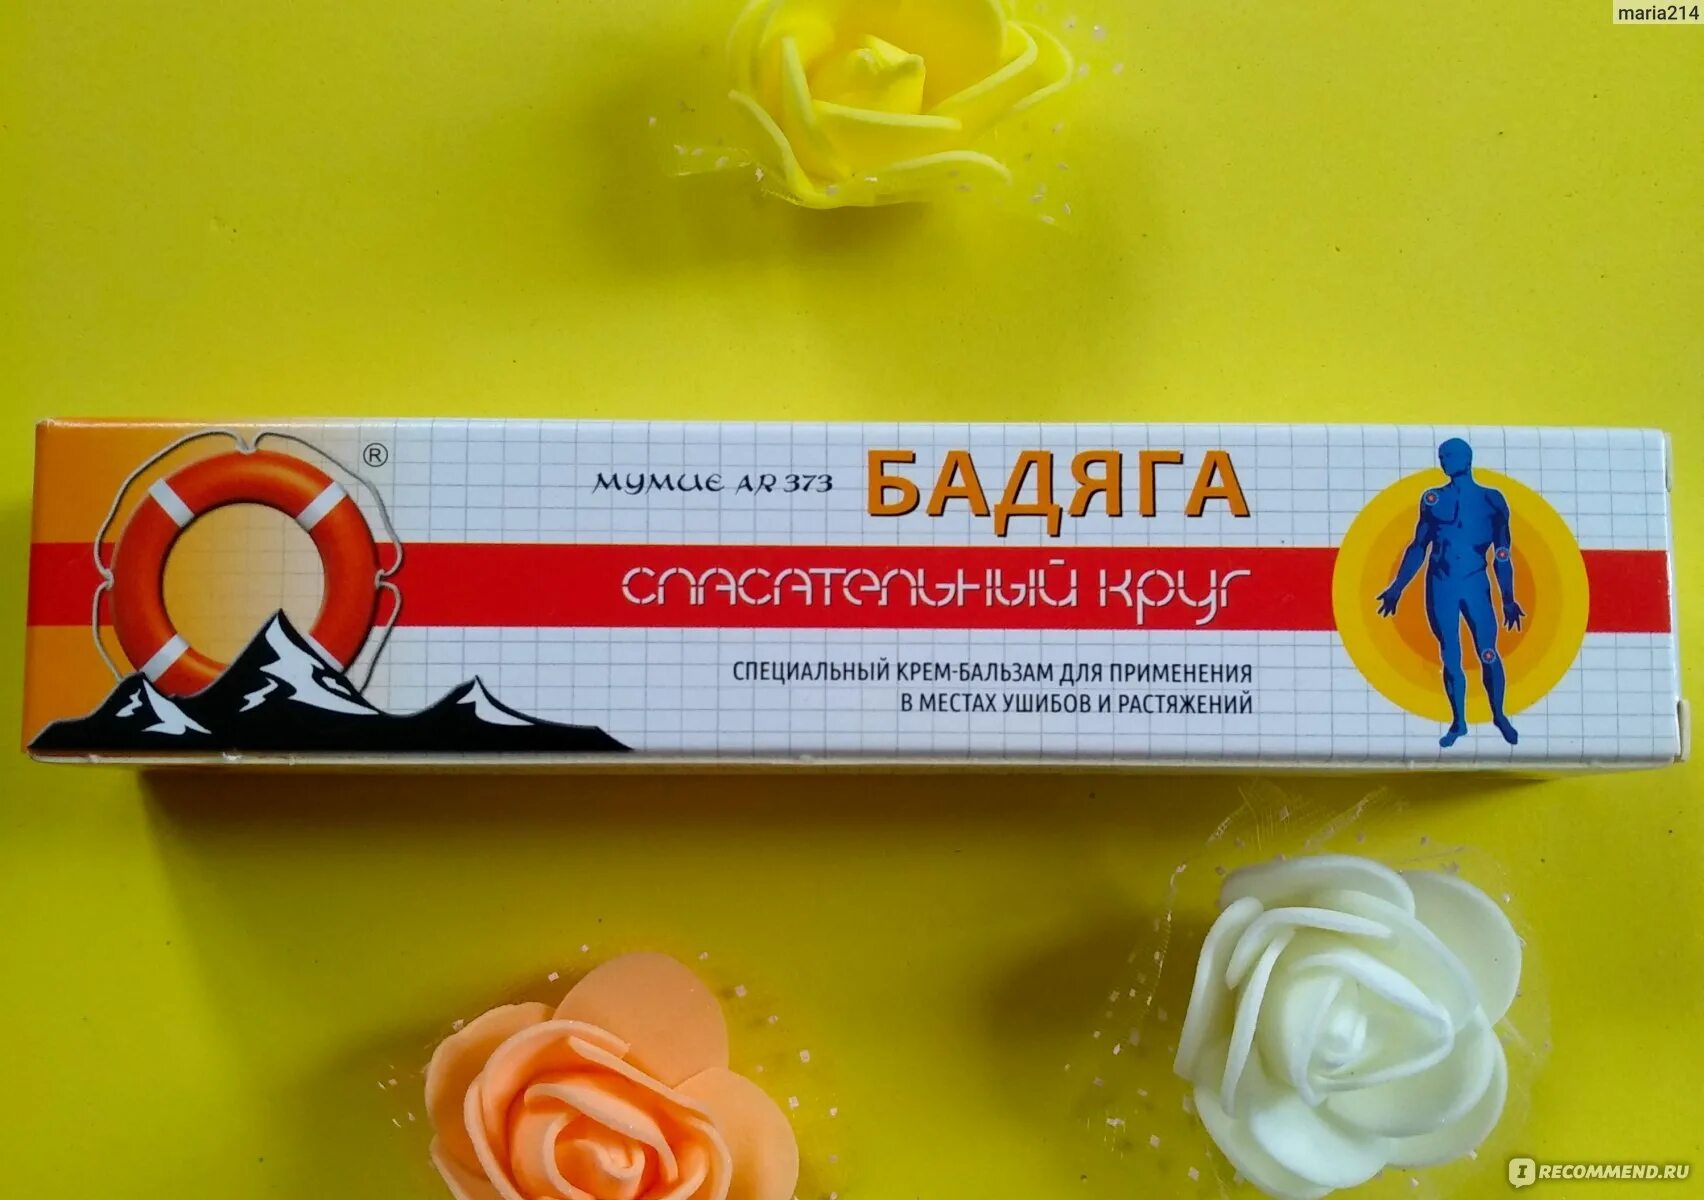 maria214
®
МУМИЕ AR 373 БАДЯГА
СПАСАТЕЛЬНЫЙ КРУГ
СПЕЦИАЛЬНЫЙ КРЕМ-БАЛЬЗАМ ДЛЯ ПРИМЕНЕНИЯ
В МЕСТАХ УШИБОВ И РАСТЯЖЕНИЙ
I RECOMMEND.RU